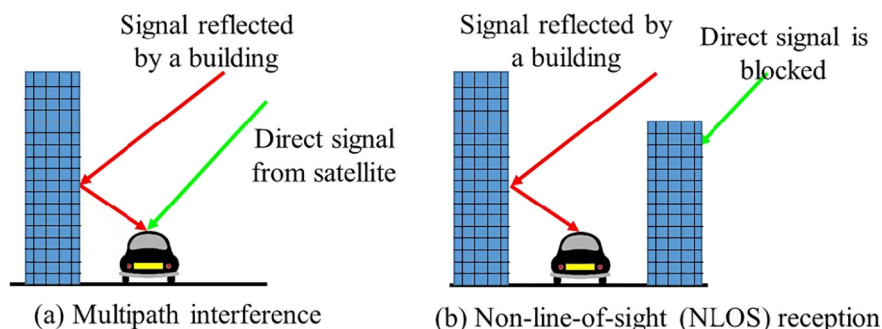 Signal reflected
by a building
Direct signal
from satellite
(a) Multipath interference
Signal reflected by
a building
Direct signal is
blocked
(b) Non-line-of-sight (NLOS) reception